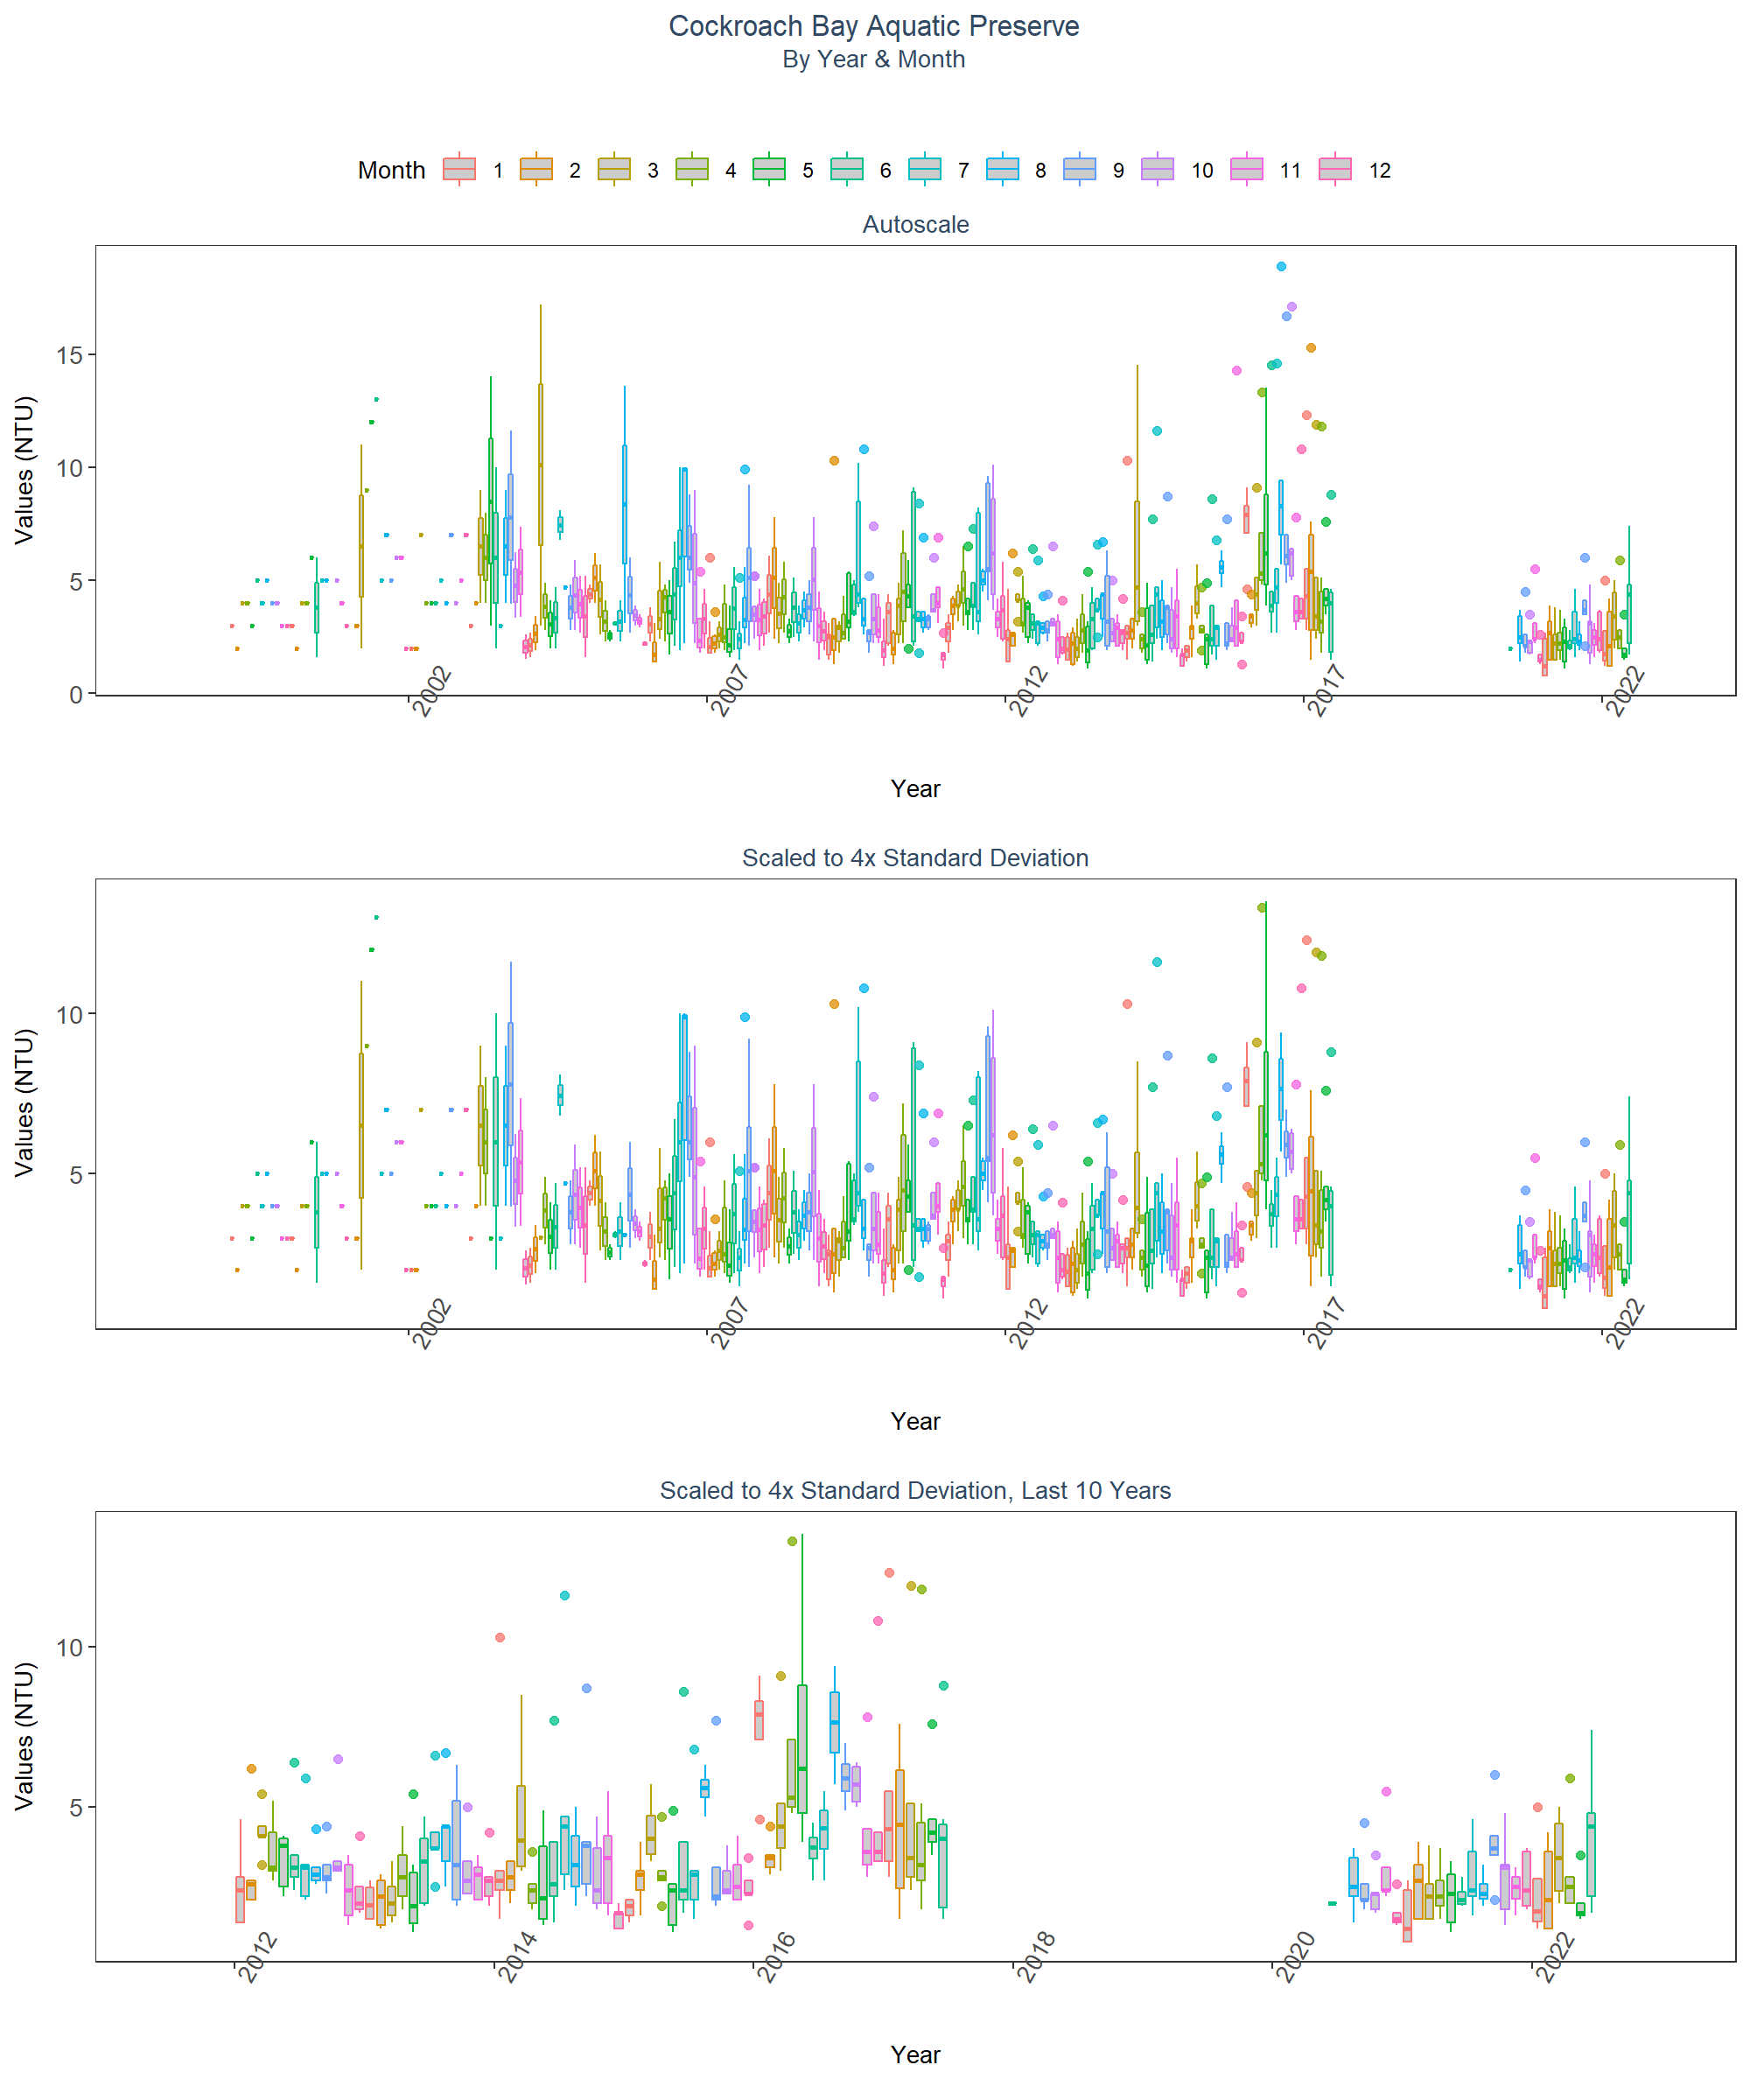 Cockroach Bay Aquatic Preserve
By Year & Month
Month 1 2 3 4 5 6 7 8 9 10 11 12
Autoscale
Values (NTU)
15
10
5
0
2002 2007 2012 2017 2022
Year
Scaled to 4x Standard Deviation
Values (NTU)
10
5
2002 2007 2012 2017 2022
Year
Scaled to 4x Standard Deviation, Last 10 Years
Values (NTU)
10
5
2012 2014 2016 2018 2020 2022
Year